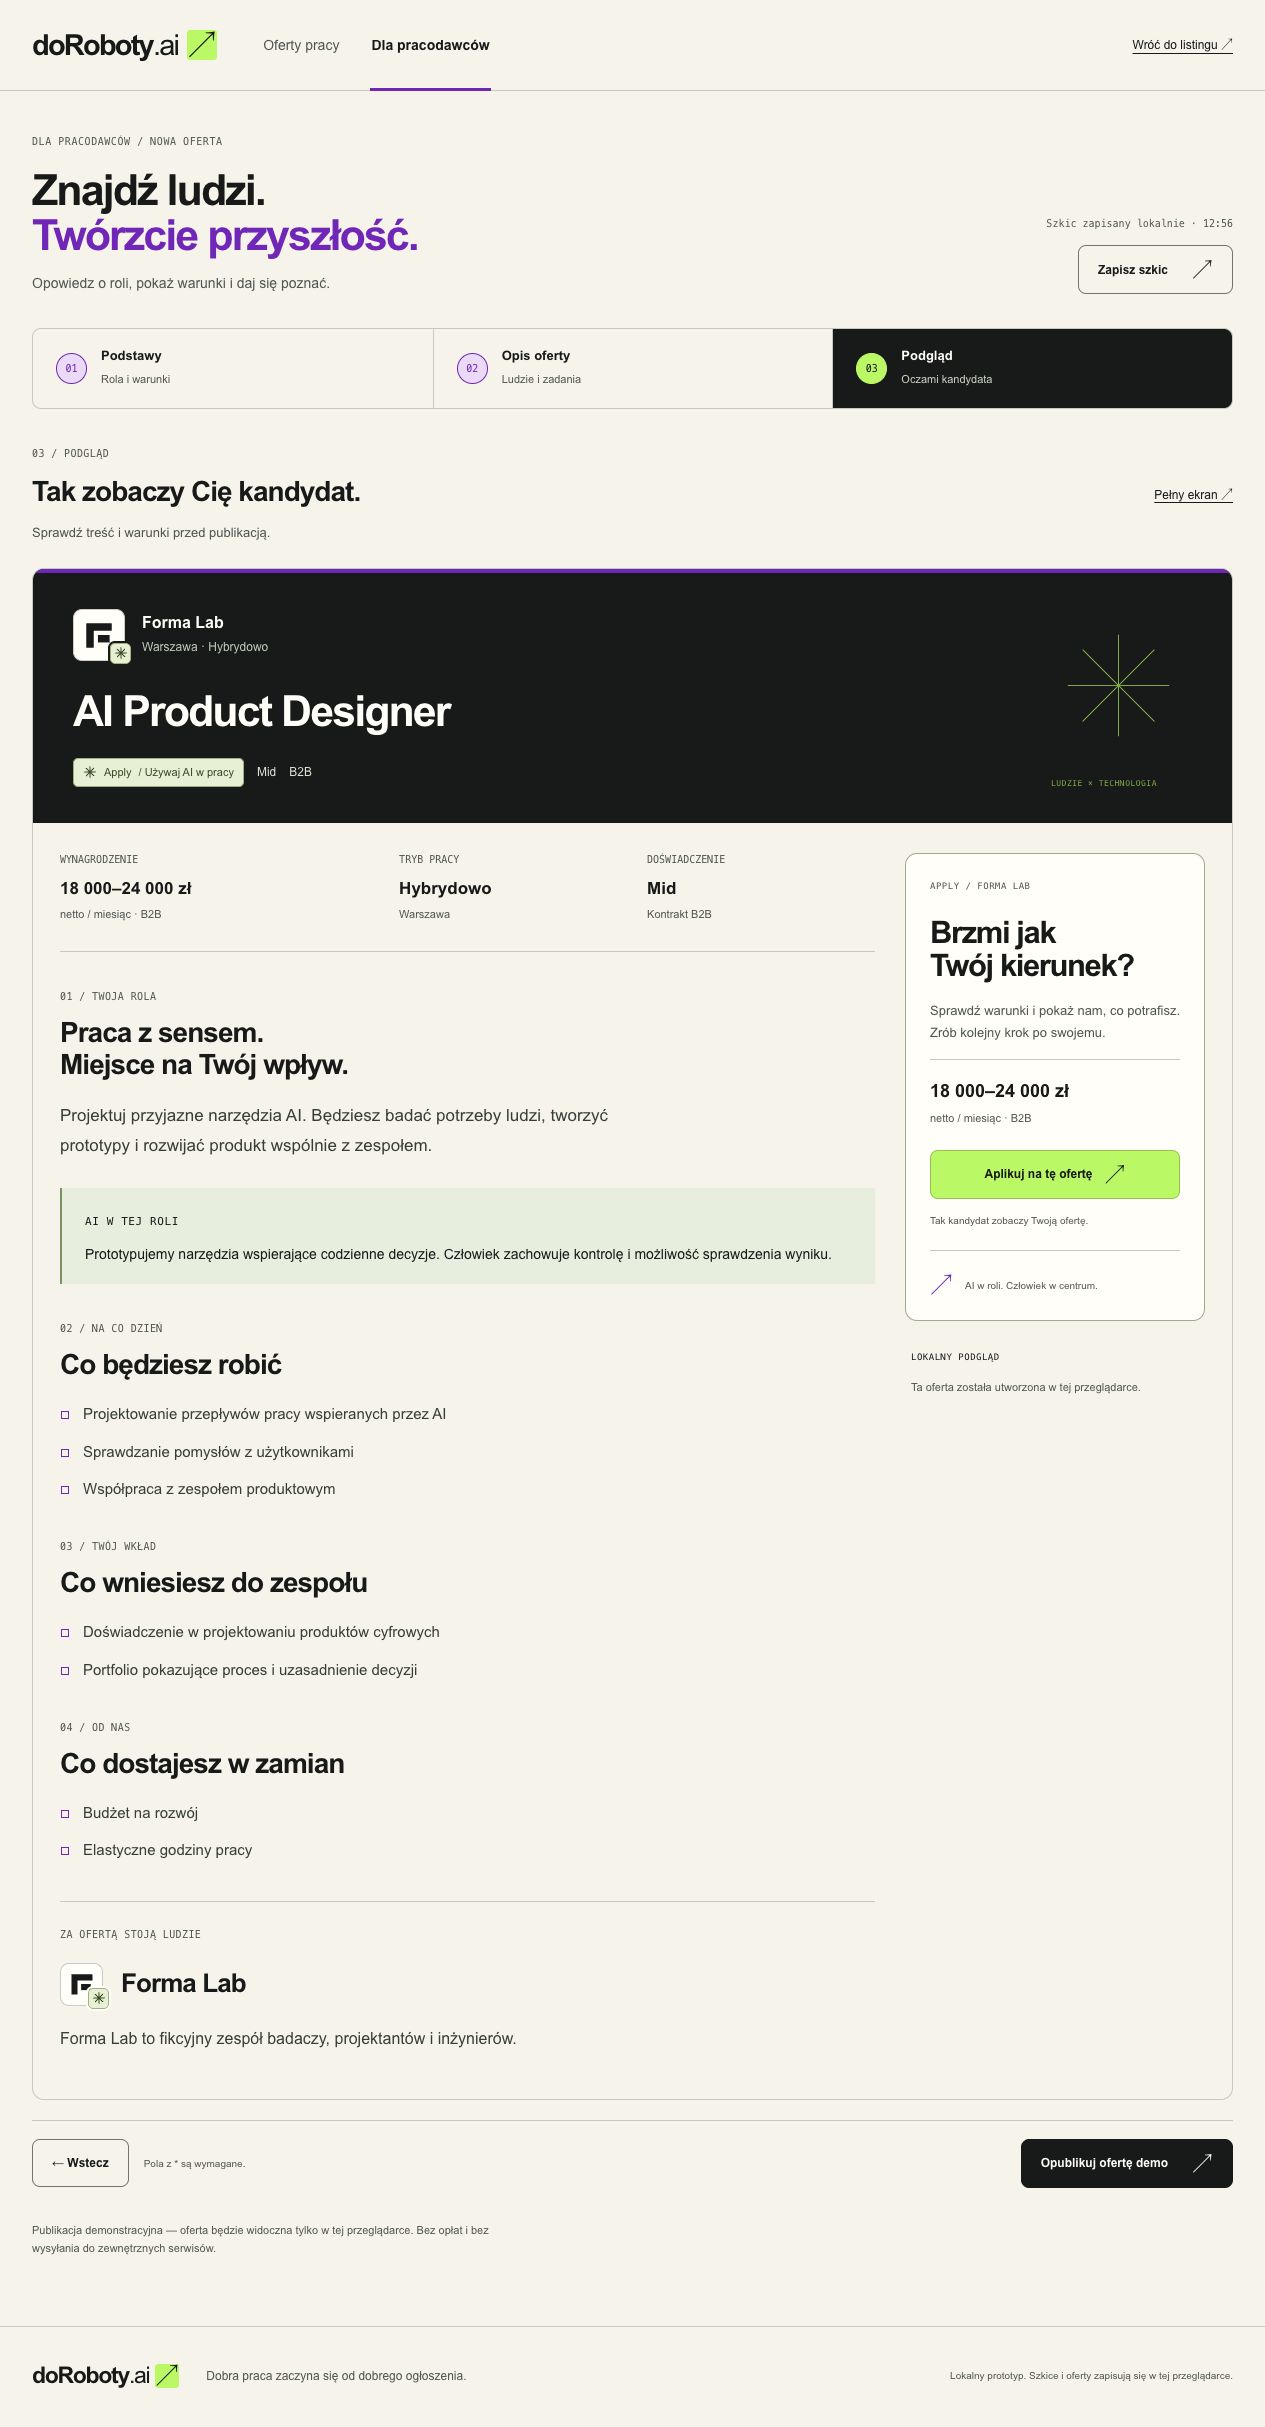 doRoboty.ai
Oferty pracy
Dla pracodawców
Wróć do listingu ↗
DLA PRACODAWCÓW / NOWA OFERTA
Znajdź ludzi.
Twórzcie przyszłość.
Opowiedz o roli, pokaż warunki i daj się poznać.
Szkic zapisany lokalnie · 12:56
Zapisz szkic
01
Podstawy
Rola i warunki
02
Opis oferty
Ludzie i zadania
03
Podgląd
Oczami kandydata
03 / PODGLĄD
Tak zobaczy Cię kandydat.
Pełny ekran ↗
Sprawdź treść i warunki przed publikacją.
Forma Lab
Warszawa · Hybrydowo
AI Product Designer
Apply / Używaj AI w pracy
Mid
B2B
LUDZIE × TECHNOLOGIA
WYNAGRODZENIE
18 000–24 000 zł
netto / miesiąc · B2B
TRYB PRACY
Hybrydowo
Warszawa
DOŚWIADCZENIE
Mid
Kontrakt B2B
01 / TWOJA ROLA
Praca z sensem.
Miejsce na Twój wpływ.
Projektuj przyjazne narzędzia AI. Będziesz badać potrzeby ludzi, tworzyć
prototypy i rozwijać produkt wspólnie z zespołem.
AI W TEJ ROLI
Prototypujemy narzędzia wspierające codzienne decyzje. Człowiek zachowuje kontrolę i możliwość sprawdzenia wyniku.
02 / NA CO DZIEŃ
Co będziesz robić
Projektowanie przepływów pracy wspieranych przez AI
Sprawdzanie pomysłów z użytkownikami
Współpraca z zespołem produktowym
03 / TWÓJ WKŁAD
Co wniesiesz do zespołu
Doświadczenie w projektowaniu produktów cyfrowych
Portfolio pokazujące proces i uzasadnienie decyzji
04 / OD NAS
Co dostajesz w zamian
Budżet na rozwój
Elastyczne godziny pracy
ZA OFERTĄ STOJĄ LUDZIE
Forma Lab
Forma Lab to fikcyjny zespół badaczy, projektantów i inżynierów.
APPLY / FORMA LAB
Brzmi jak
Twój kierunek?
Sprawdź warunki i pokaż nam, co potrafisz.
Zrób kolejny krok po swojemu.
18 000–24 000 zł
netto / miesiąc · B2B
Aplikuj na tę ofertę
Tak kandydat zobaczy Twoją ofertę.
AI w roli. Człowiek w centrum.
LOKALNY PODGLĄD
Ta oferta została utworzona w tej przeglądarce.
← Wstecz
Pola z * są wymagane.
Opublikuj ofertę demo
Publikacja demonstracyjna — oferta będzie widoczna tylko w tej przeglądarce. Bez opłat i bez
wysyłania do zewnętrznych serwisów.
doRoboty.ai
Dobra praca zaczyna się od dobrego ogłoszenia.
Lokalny prototyp. Szkice i oferty zapisują się w tej przeglądarce.